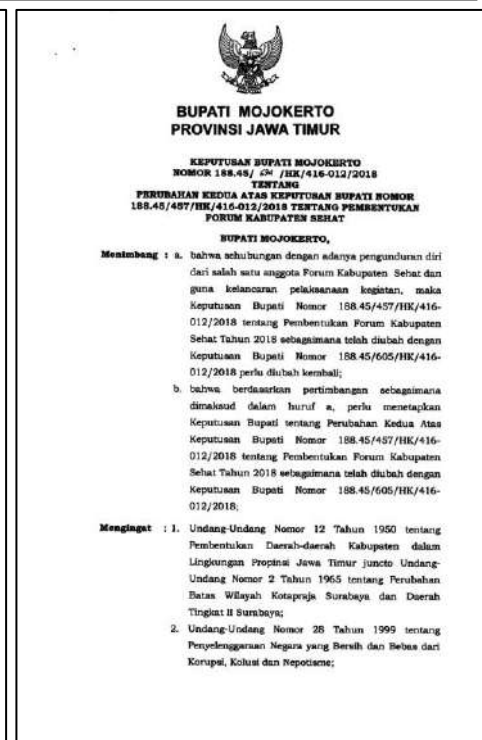 BUPATI MOJOKERTO
PROVINSI JAWA TIMUR
KEPUTUSAN BUPATI MOJOKERTO
NOMOR 188.45/ /HK/416-012/2018
TENTANG
PERUBAHAN KEDUA ATAS KEPUTUSAN BUPATI NOMOR
188.45/457/HK/416-012/2018 TENTANG PEMBENTUKAN
FORUM KABUPATEN SEHAT
BUPATI MOJOKERTO,
Menimbang : a. bahwa sehubungan dengan adanya pengunduran diri
dari salah satu anggota Forum Kabupaten Sehat dan
guna kelancaran pelaksanaan kegiatan, maka
Keputusan Bupati Nomor 188.45/457/HK/416-
012/2018 tentang Pembentukan Forum Kabupaten
Sehat Tahun 2018 sebagaimana telah diubah dengan
Keputusan Bupati Nomor 188.45/605/HK/416-
012/2018 perlu diubah kembali;
b. bahwa berdasarkan pertimbangan sebagaimana
dimaksud dalam huruf a, perlu menetapkan
Keputusan Bupati tentang Perubahan Kedua Atas
Keputusan Bupati Nomor 188.45/457/HK/416-
012/2018 tentang Pembentukan Forum Kabupaten
Sehat Tahun 2018 sebagaimana telah diubah dengan
Keputusan Bupati Nomor 188.45/605/HK/416-
012/2018;
Mengingat : 1. Undang-Undang Nomor 12 Tahun 1950 tentang
Pembentukan Daerah-daerah Kabupaten dalam
Lingkungan Propinsi Jawa Timur juncto Undang-
Undang Nomor 2 Tahun 1965 tentang Perubahan
Batas Wilayah Kotapraja Surabaya dan Daerah
Tingkat II Surabaya;
2. Undang-Undang Nomor 28 Tahun 1999 tentang
Penyelenggaraan Negara yang Bersih dan Bebas dari
Korupsi, Kolusi dan Nepotisme;